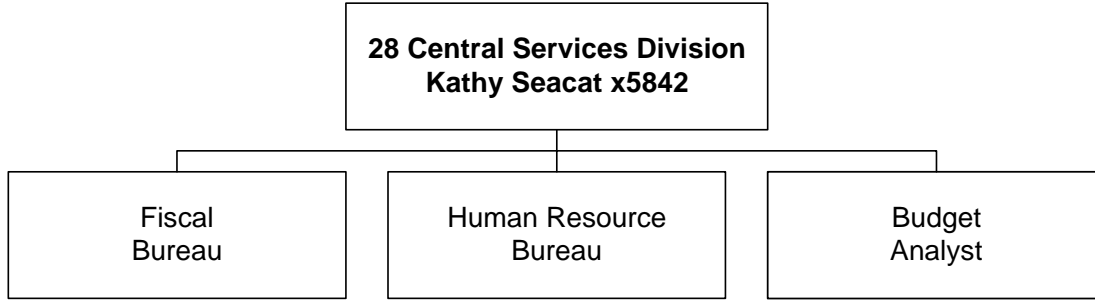 28 Central Services Division
Kathy Seacat x5842
Fiscal
Bureau
Human Resource
Bureau
Budget
Analyst